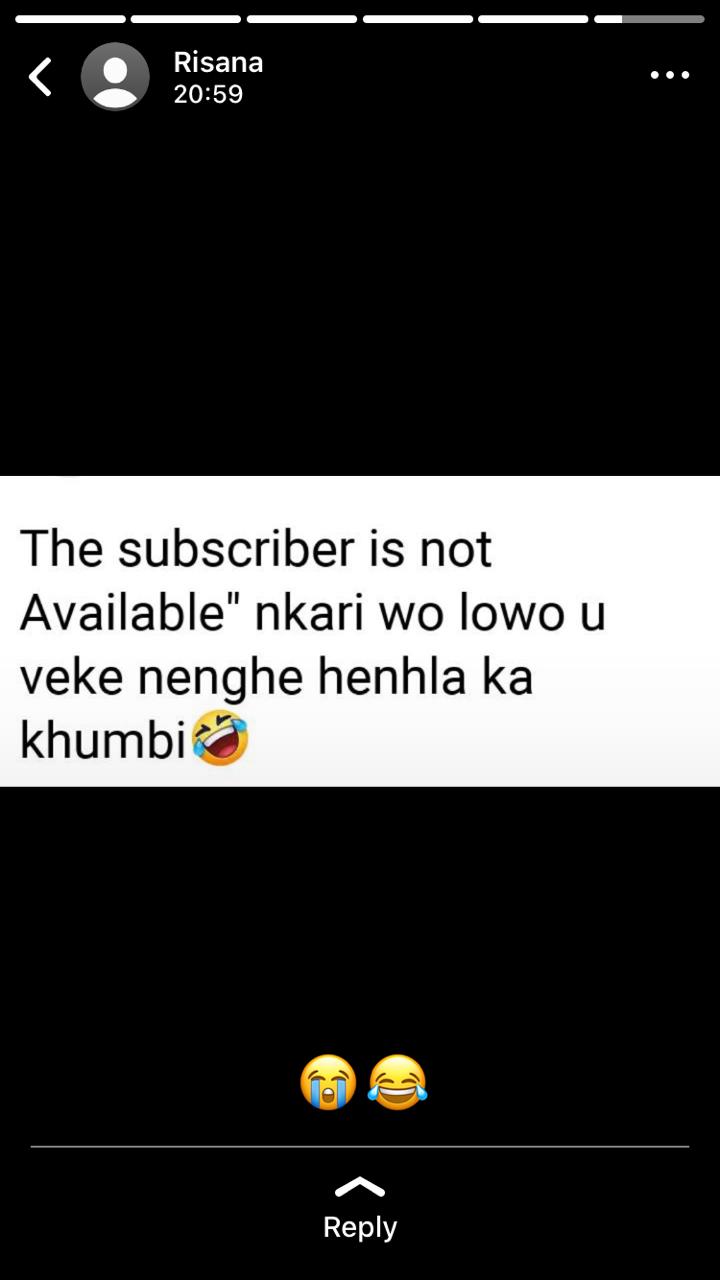 Risana
20:59
The subscriber is not
Available" nkari wo lowo u
veke nenghe henhla ka
khumbi🤣
😭😂
Reply